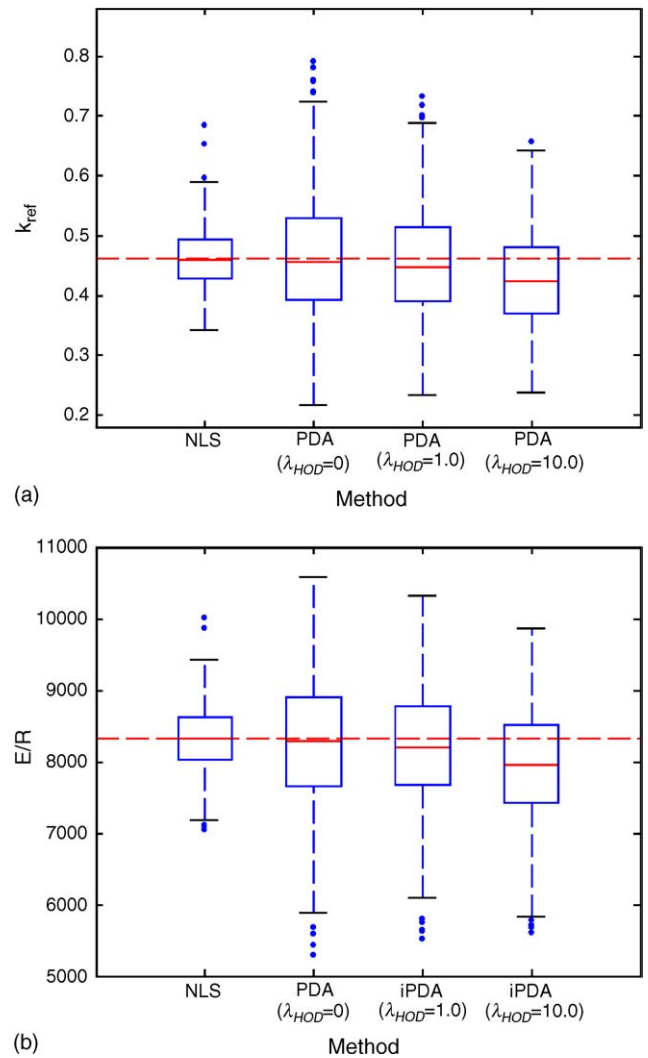 0.8
0.7
0.6
0.5
0.4
0.3
0.2
k_ref
NLS PDA PDA PDA
(λ_HOD=0) (λ_HOD=1.0) (λ_HOD=10.0)
(a) Method
11000
10000
9000
8000
7000
6000
5000
E/R
NLS PDA iPDA iPDA
(λ_HOD=0) (λ_HOD=1.0) (λ_HOD=10.0)
(b) Method